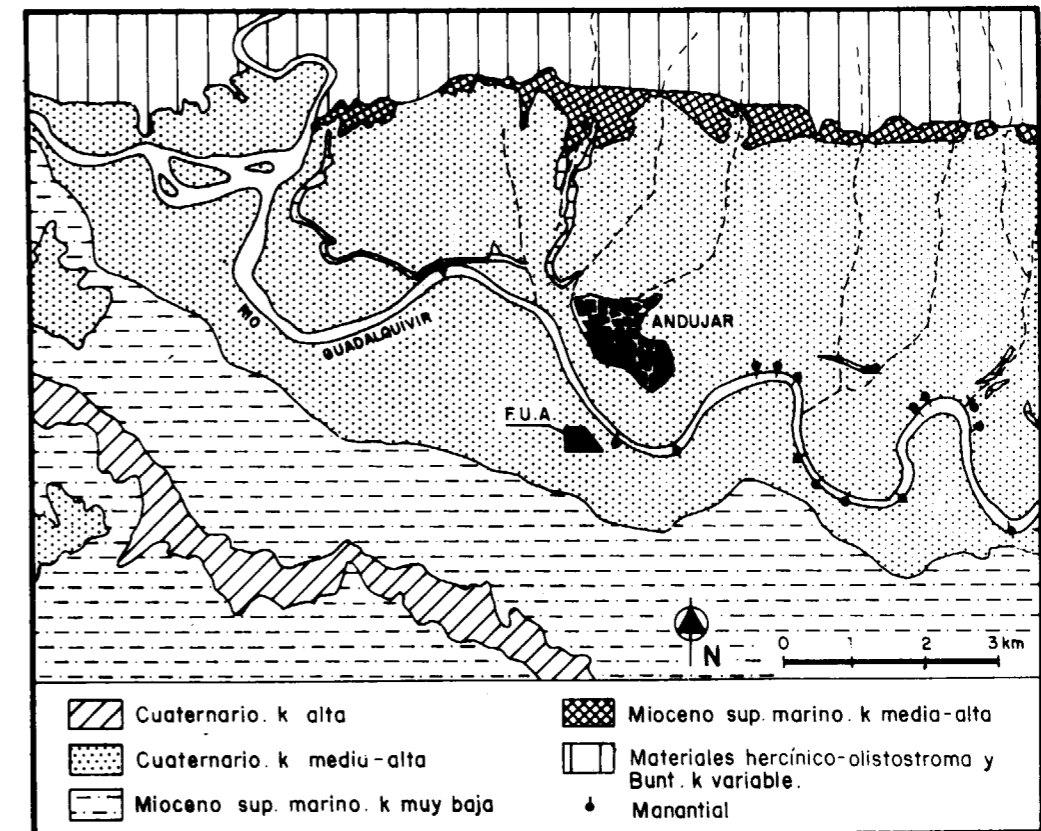 RIO
GUADALQUIVIR
ANDUJAR
F.U.A.
N
0 1 2 3 km
Cuaternario. k alta
Cuaternario. k media-alta
Mioceno sup. marino. k muy baja
Mioceno sup. marino. k media-alta
Materiales hercínico-olistostroma y
Bunt. k variable.
Manantial